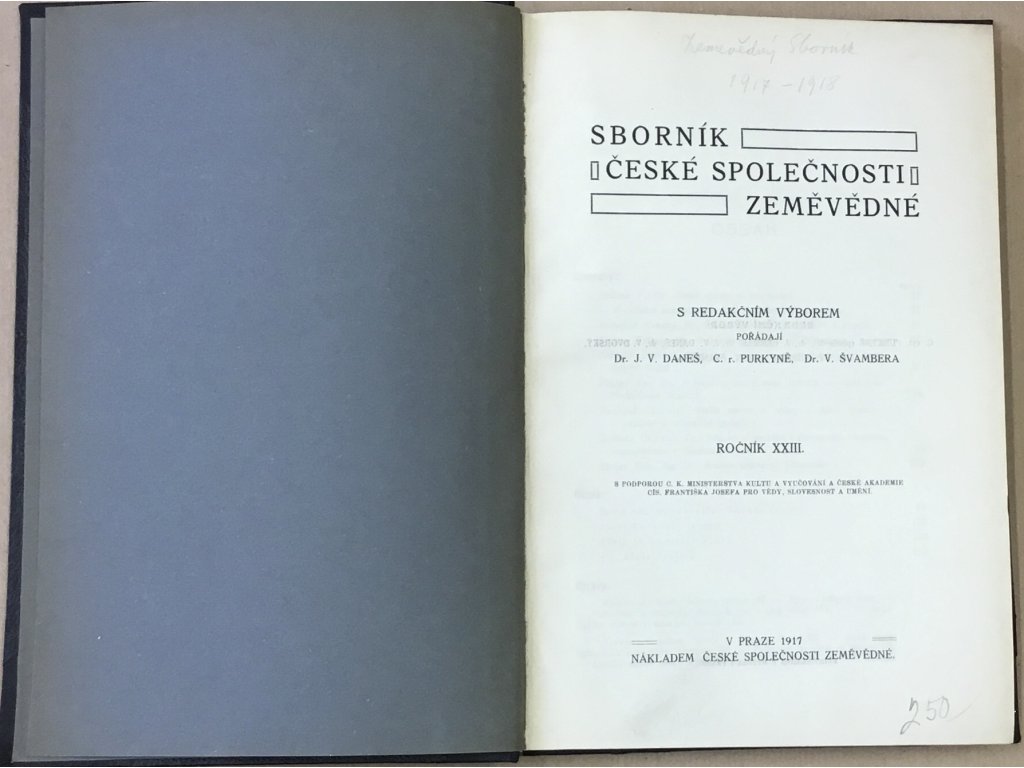 Zeměvědný Sborník
1917 - 1918
SBORNÍK
ČESKÉ SPOLEČNOSTI
ZEMĚVĚDNÉ
S REDAKČNÍM VÝBOREM
POŘÁDAJÍ
Dr. J. V. DANEŠ, C. r. PURKYNĚ, Dr. V. ŠVAMBERA
ROČNÍK XXIII.
S PODPOROU C. K. MINISTERSTVA KULTU A VYUČOVÁNÍ A ČESKÉ AKADEMIE
CÍS. FRANTIŠKA JOSEFA PRO VĚDY, SLOVESNOST A UMĚNÍ.
V PRAZE 1917
NÁKLADEM ČESKÉ SPOLEČNOSTI ZEMĚVĚDNÉ.
250